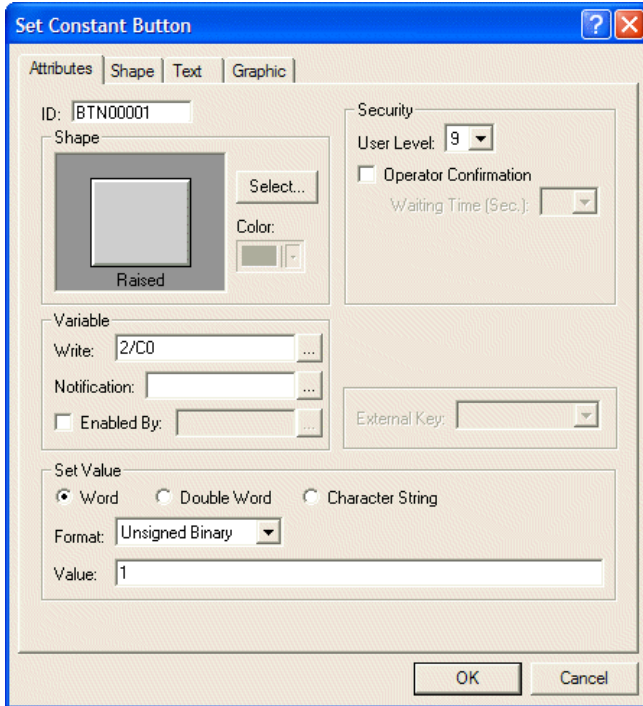 Set Constant Button
Attributes Shape Text Graphic
ID: BTN00001
Shape
Select...
Color:
Raised
Security
User Level: 9
Operator Confirmation
Waiting Time (Sec.):
Variable
Write: 2/C0 ...
Notification: ...
Enabled By: ...
External Key:
Set Value
Word Double Word Character String
Format: Unsigned Binary
Value: 1
OK Cancel